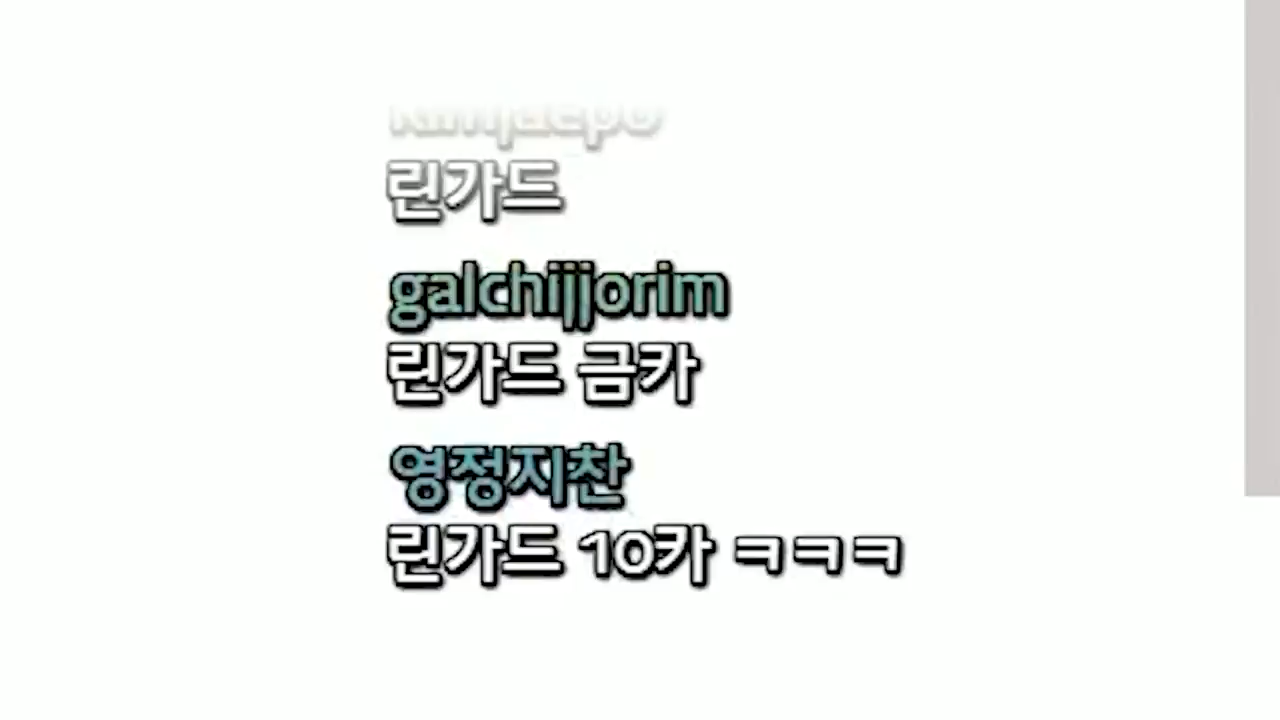 린가드
galchijjorim
린가드 금카
영정지찬
린가드 10카 ㅋㅋㅋ